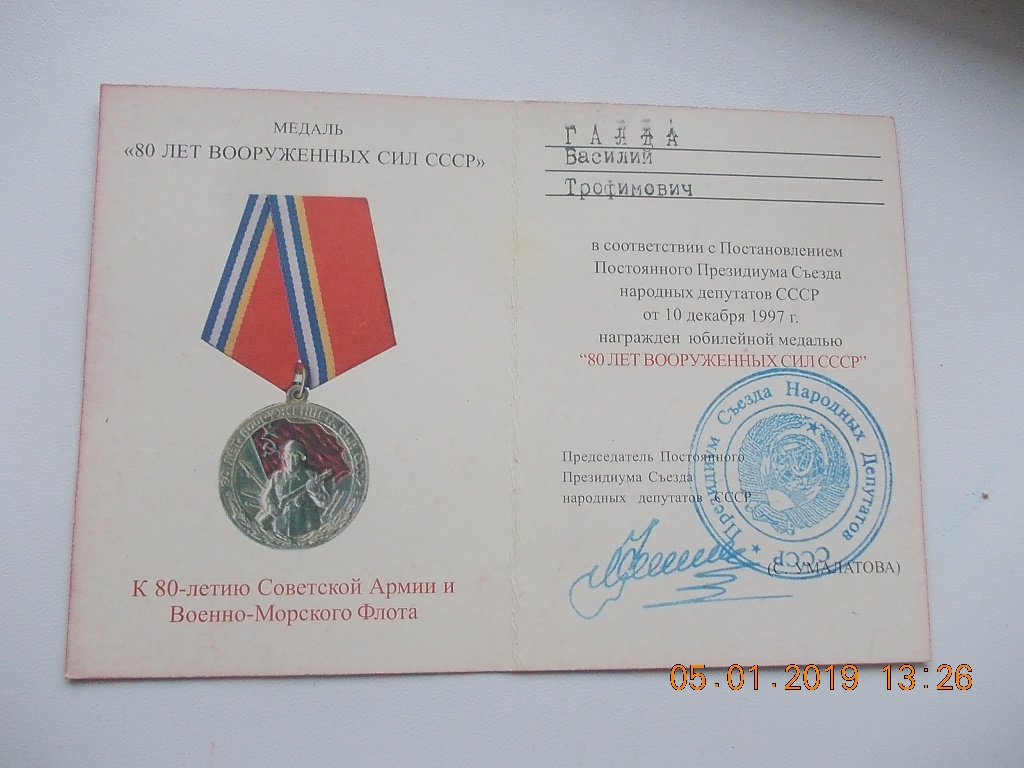 МЕДАЛЬ
«80 ЛЕТ ВООРУЖЕННЫХ СИЛ СССР»
К 80-летию Советской Армии и
Военно-Морского Флота
Василий
Трофимович
в соответствии с Постановлением
Постоянного Президиума Съезда
народных депутатов СССР
от 10 декабря 1997 г.
награжден юбилейной медалью
“80 ЛЕТ ВООРУЖЕННЫХ СИЛ СССР”
Председатель Постоянного
Президиума Съезда
народных депутатов СССР
(С. УМАЛАТОВА)
★ Президиум Съезда Народных Депутатов СССР
05.01.2019 13:26